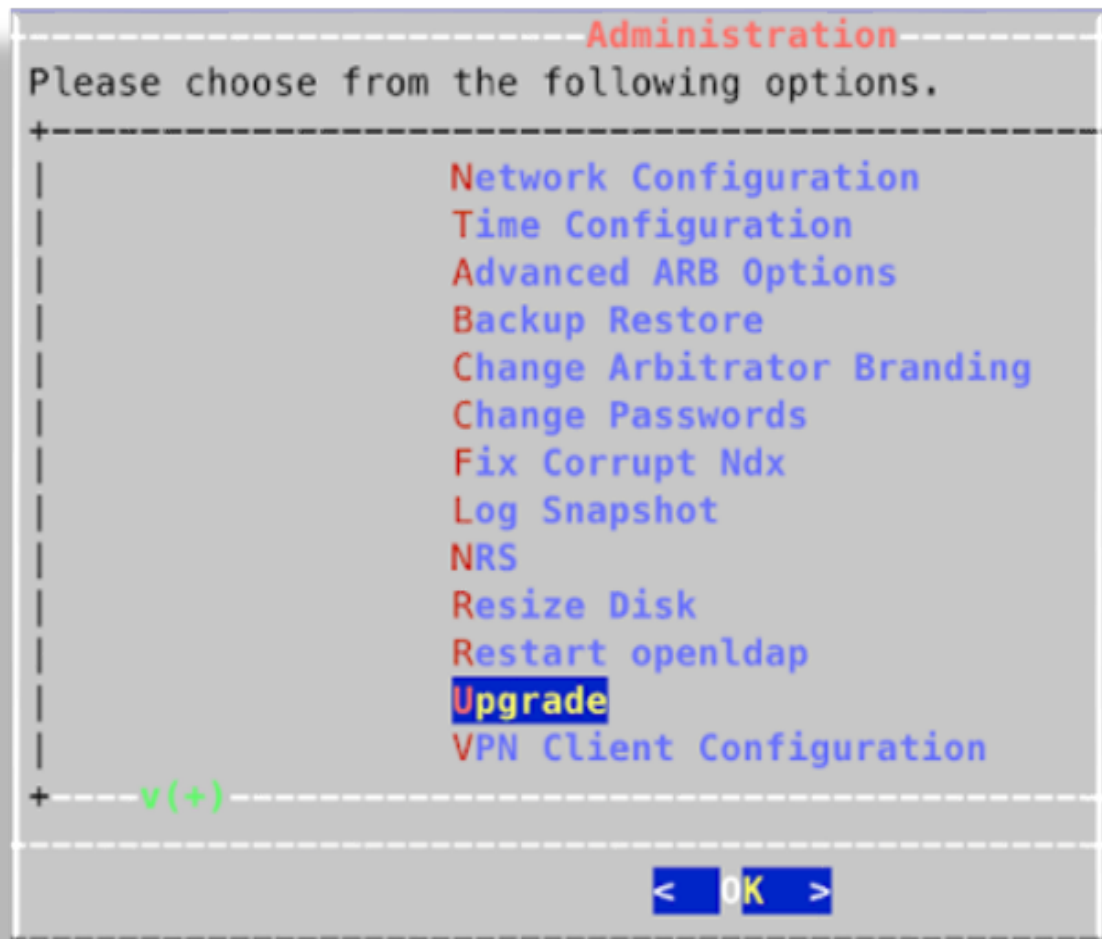 Administration
Please choose from the following options.
Network Configuration
Time Configuration
Advanced ARB Options
Backup Restore
Change Arbitrator Branding
Change Passwords
Fix Corrupt Ndx
Log Snapshot
NRS
Resize Disk
Restart openldap
Upgrade
VPN Client Configuration
v(+)
< OK >